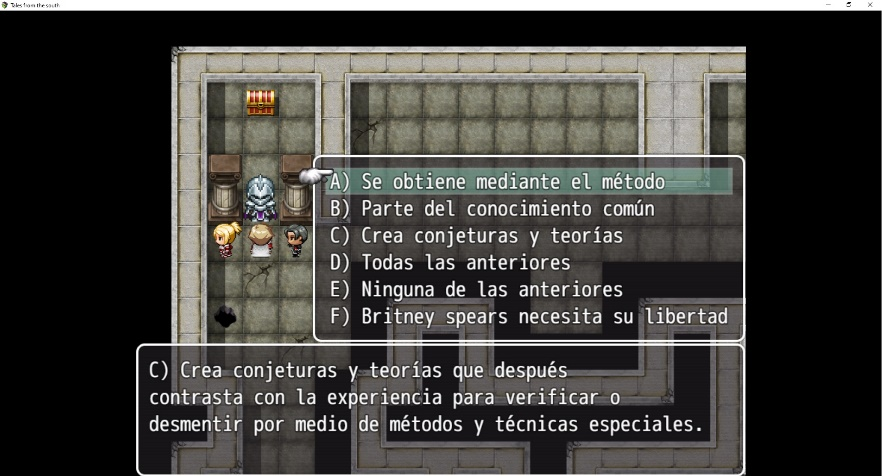 Tales from the south
A) Se obtiene mediante el método
B) Parte del conocimiento común
C) Crea conjeturas y teorías
D) Todas las anteriores
E) Ninguna de las anteriores
F) Britney spears necesita su libertad
C) Crea conjeturas y teorías que después
contrasta con la experiencia para verificar o
desmentir por medio de métodos y técnicas especiales.